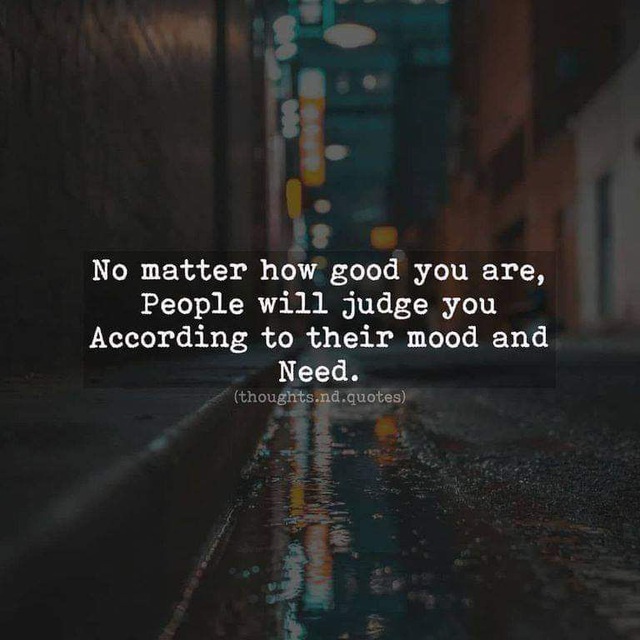 No matter how good you are,
People will judge you
According to their mood and
Need.
(thoughts.nd.quotes)